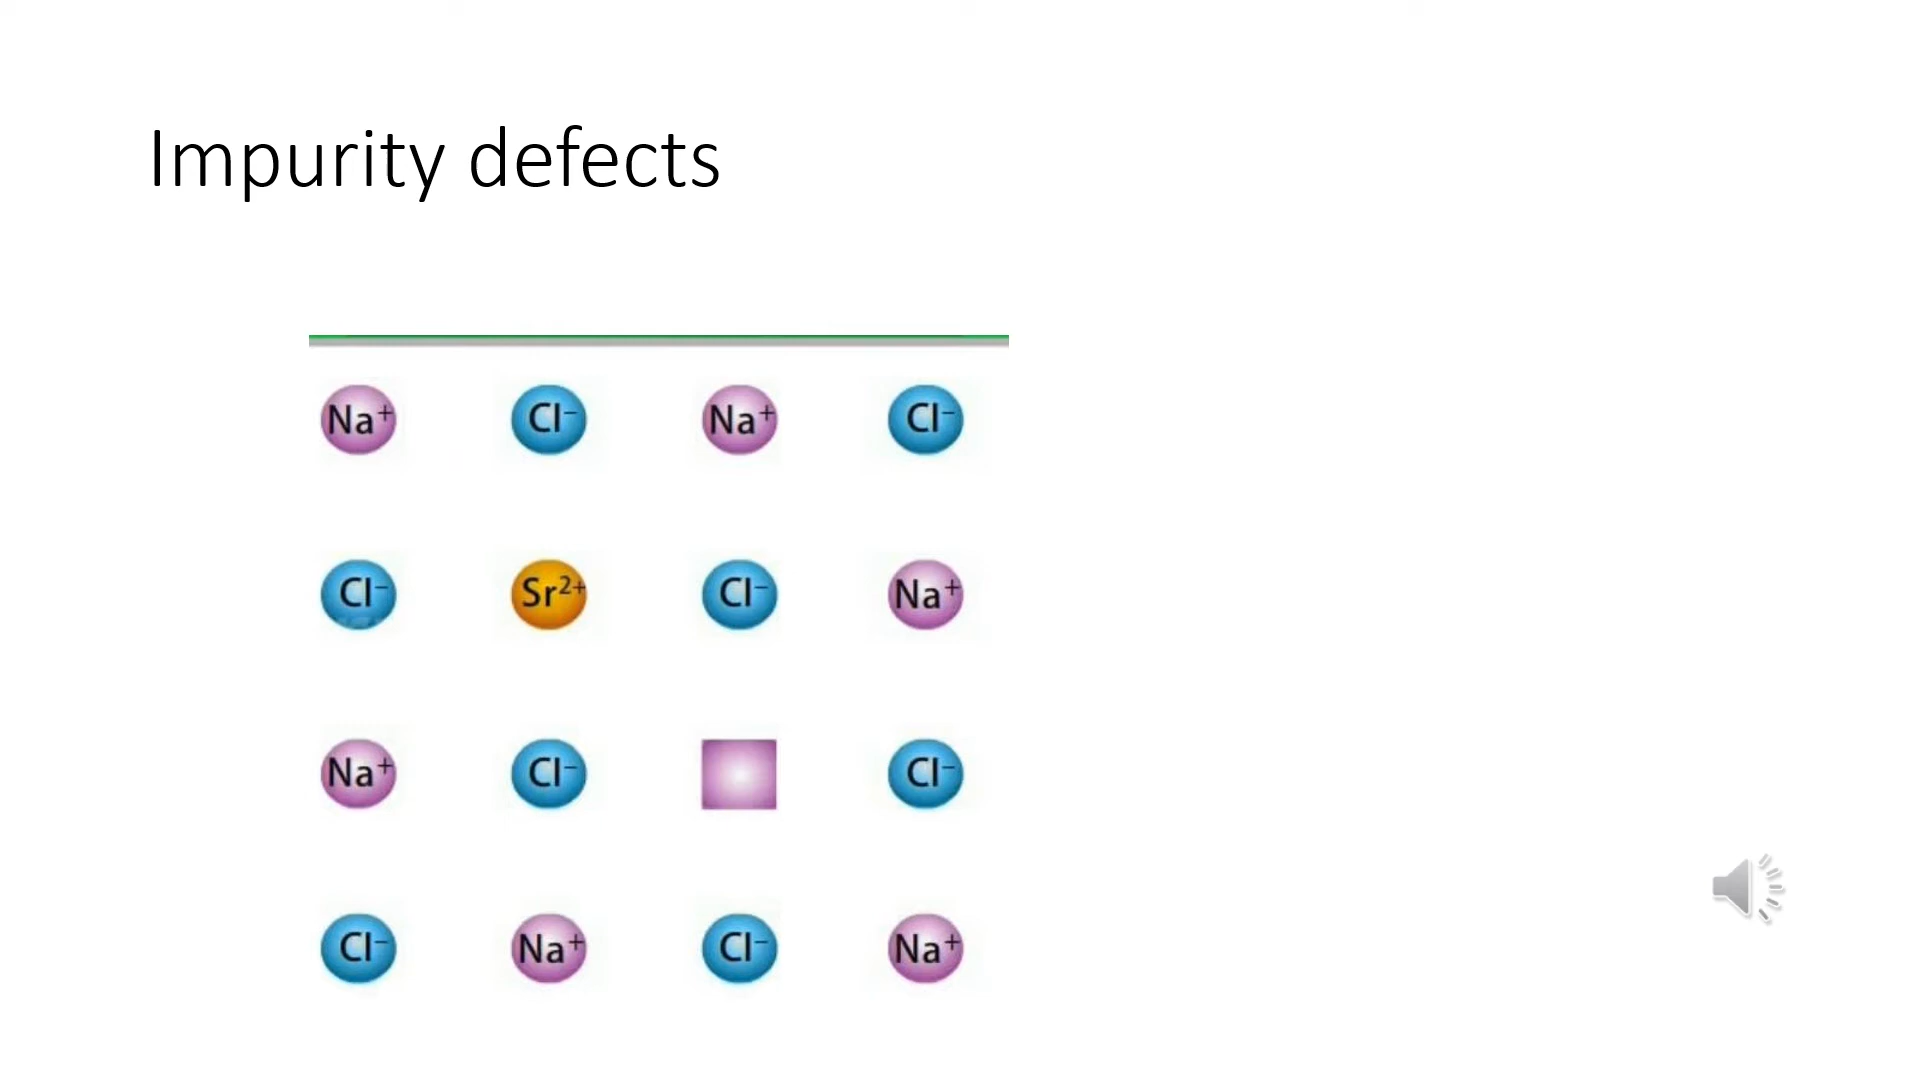 Impurity defects
Na⁺ Cl⁻ Na⁺ Cl⁻
Cl⁻ Sr²⁺ Cl⁻ Na⁺
Na⁺ Cl⁻ Cl⁻
Cl⁻ Na⁺ Cl⁻ Na⁺